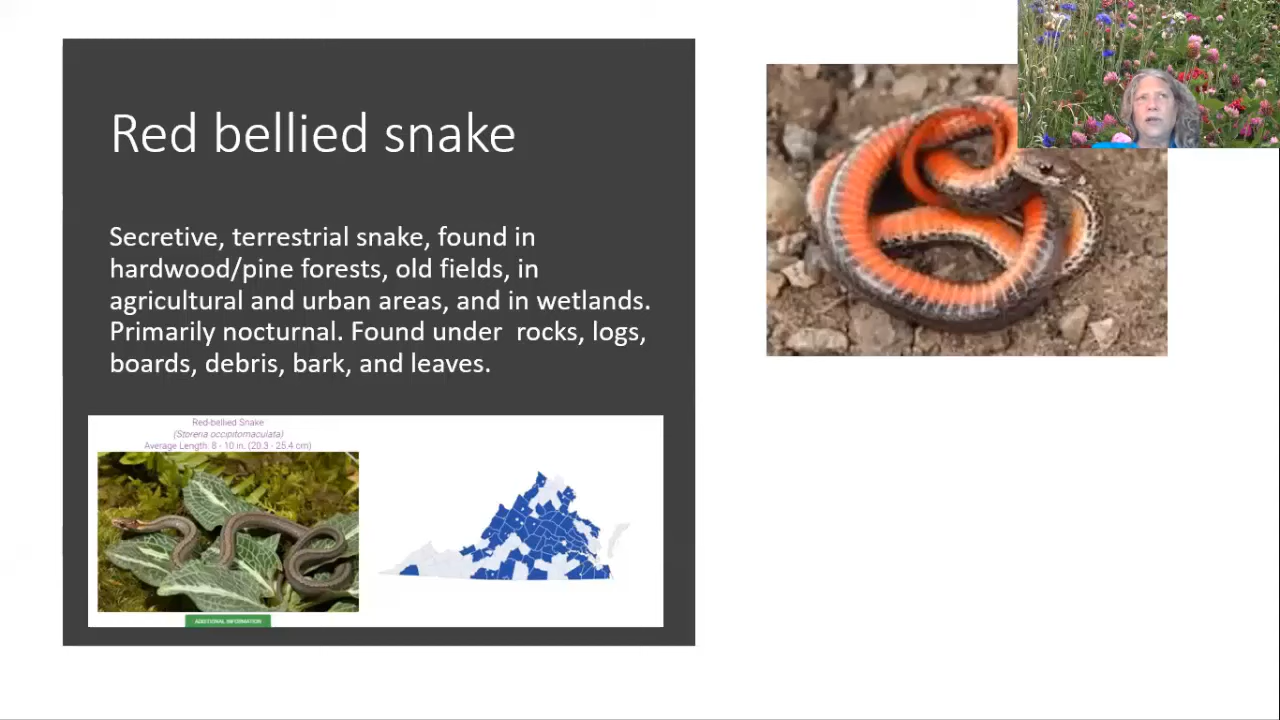 Red bellied snake
Secretive, terrestrial snake, found in
hardwood/pine forests, old fields, in
agricultural and urban areas, and in wetlands.
Primarily nocturnal. Found under  rocks, logs,
boards, debris, bark, and leaves.
Red-bellied Snake
(Storeria occipitomaculata)
Average Length: 8 - 10 in. (20.3 - 25.4 cm)
ADDITIONAL INFORMATION